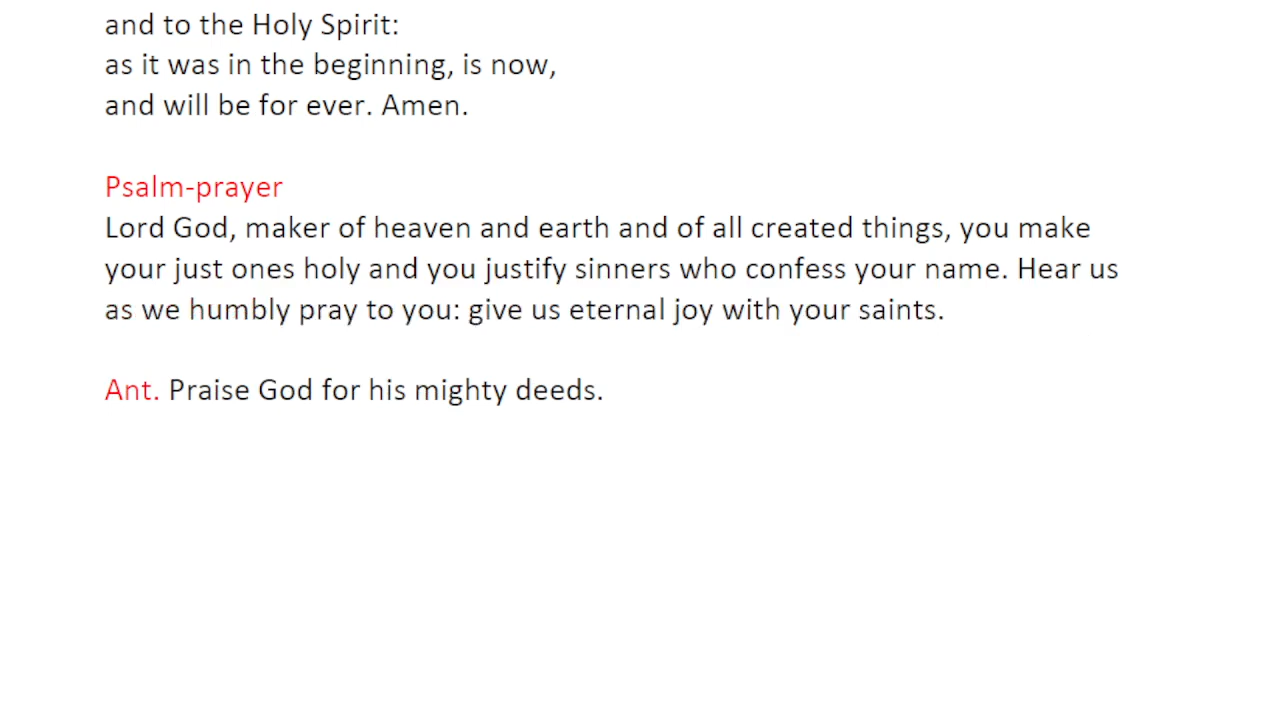 and to the Holy Spirit:
as it was in the beginning, is now,
and will be for ever. Amen.
Psalm-prayer
Lord God, maker of heaven and earth and of all created things, you make
your just ones holy and you justify sinners who confess your name. Hear us
as we humbly pray to you: give us eternal joy with your saints.
Ant. Praise God for his mighty deeds.